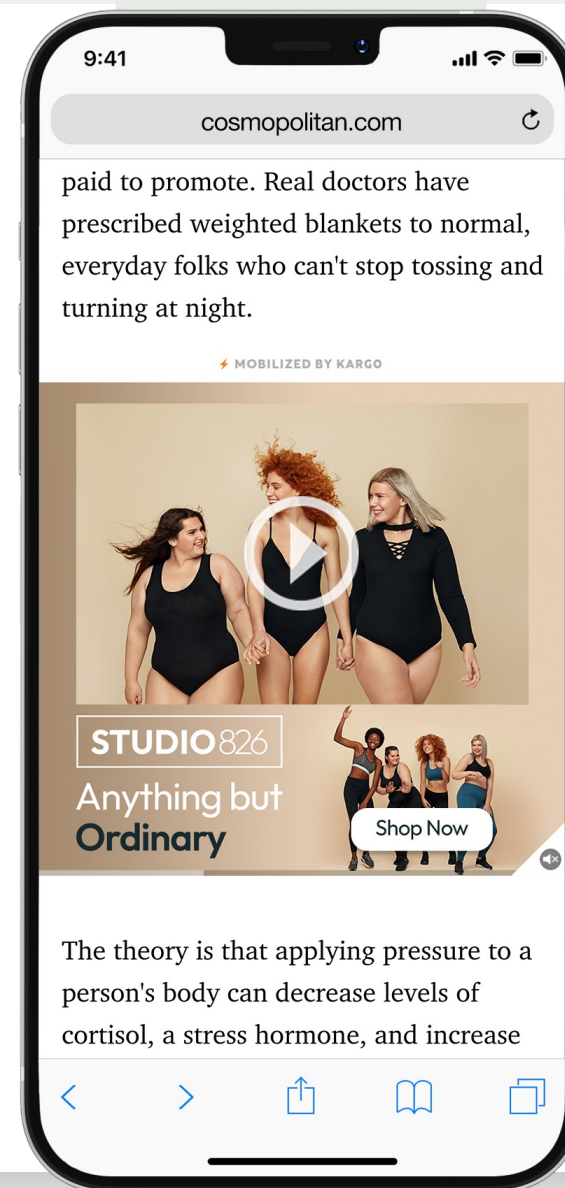 9:41
cosmopolitan.com
paid to promote. Real doctors have
prescribed weighted blankets to normal,
everyday folks who can't stop tossing and
turning at night.
MOBILIZED BY KARGO
STUDIO826
Anything but
Ordinary
Shop Now
The theory is that applying pressure to a
person's body can decrease levels of
cortisol, a stress hormone, and increase